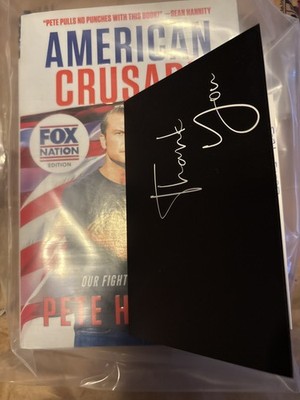 "PETE PULLS NO PUNCHES WITH THIS BOOK!" —SEAN HANNITY
AMERICAN
CRUSAD
FOX
NATION
EDITION
OUR FIGHT
PETE H
Thank
You